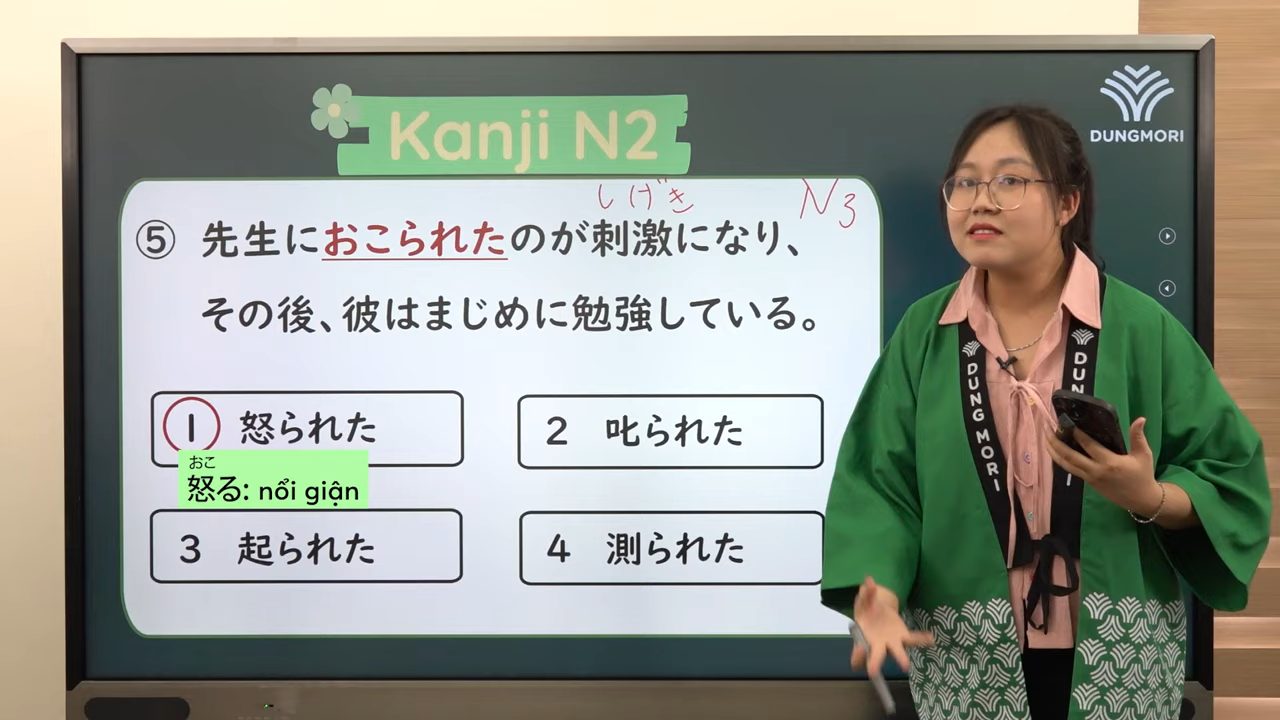 Kanji N2
DUNGMORI
しげき
N3
⑤ 先生におこられたのが刺激になり、
その後、彼はまじめに勉強している。
1 怒られた
2 叱られた
おこ
怒る: nổi giận
3 起られた
4 測られた
DUNG MORI
DUN